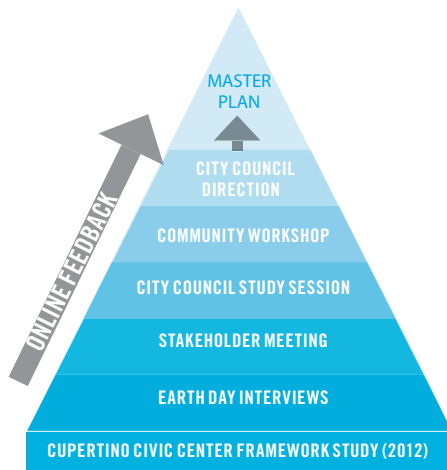 MASTER
PLAN
CITY COUNCIL
DIRECTION
COMMUNITY WORKSHOP
CITY COUNCIL STUDY SESSION
STAKEHOLDER MEETING
EARTH DAY INTERVIEWS
CUPERTINO CIVIC CENTER FRAMEWORK STUDY (2012)
ONLINE FEEDBACK